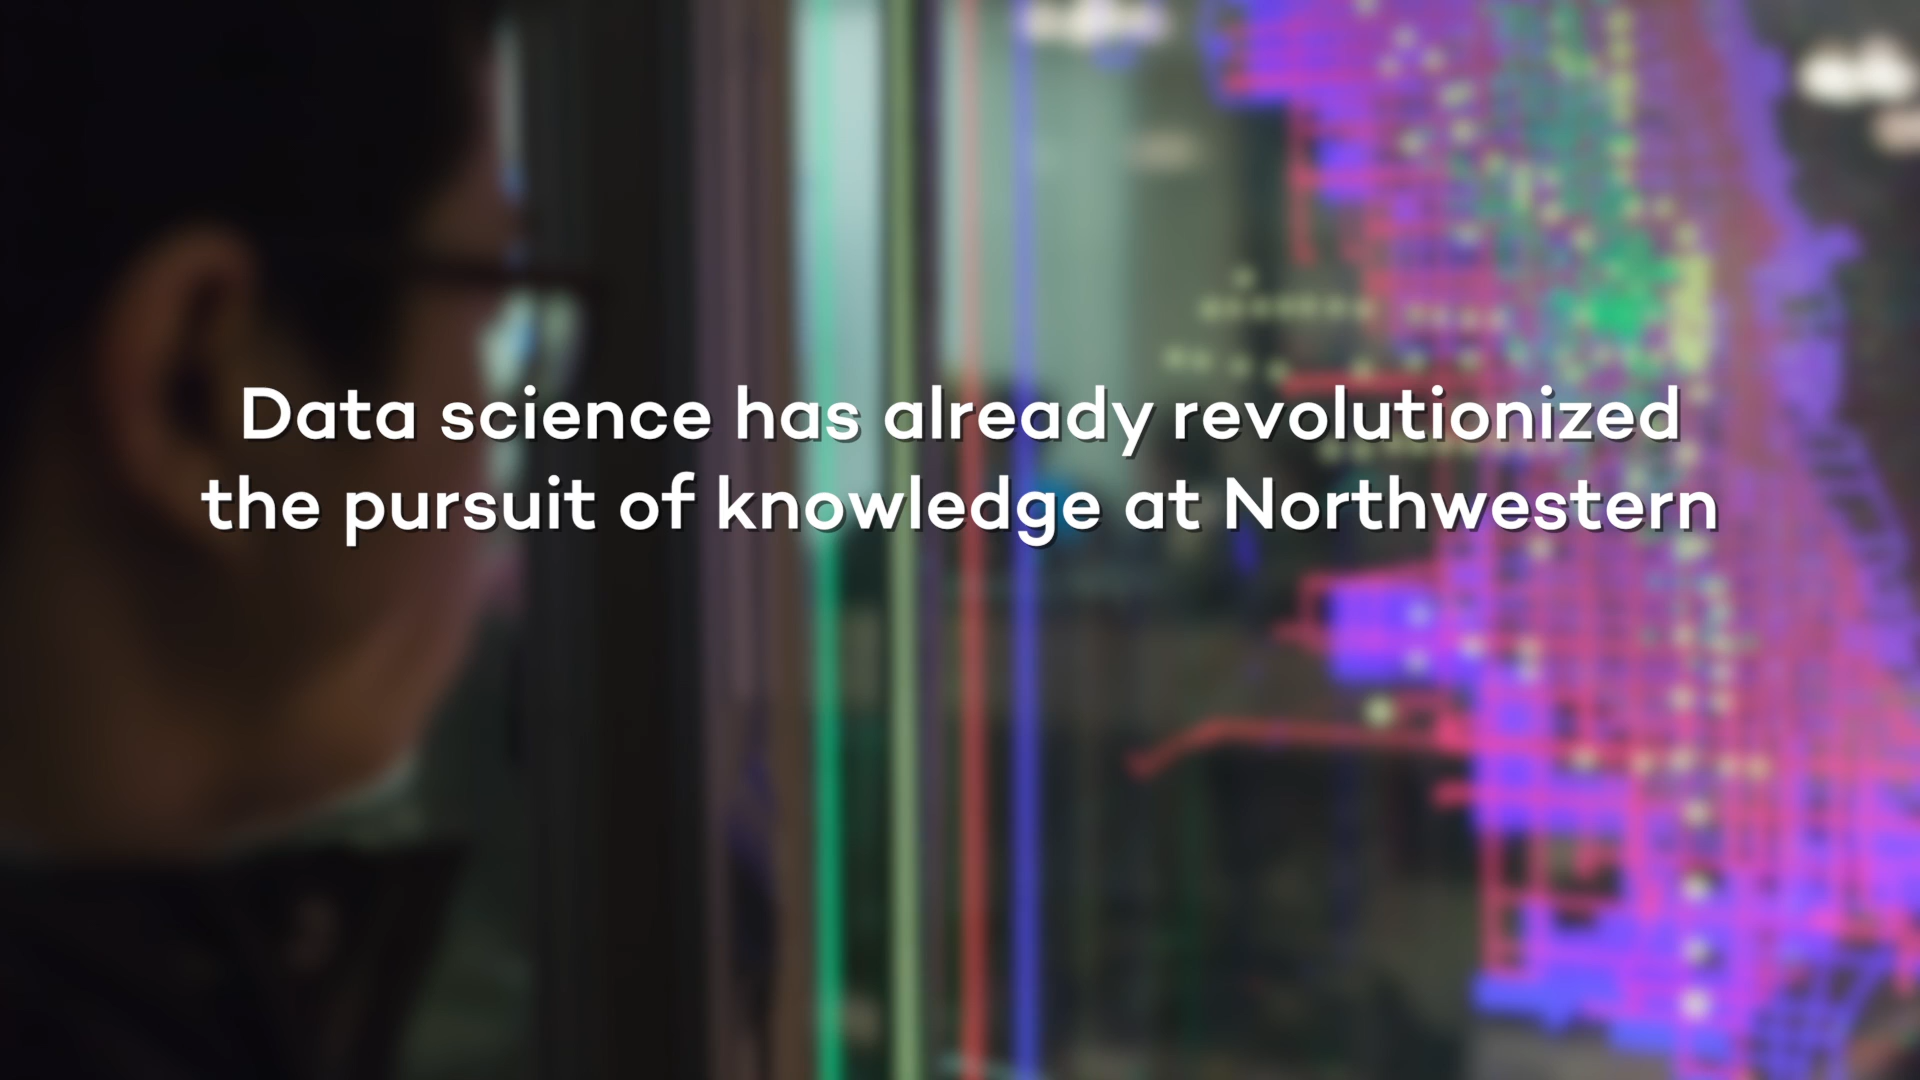 Data science has already revolutionized
the pursuit of knowledge at Northwestern